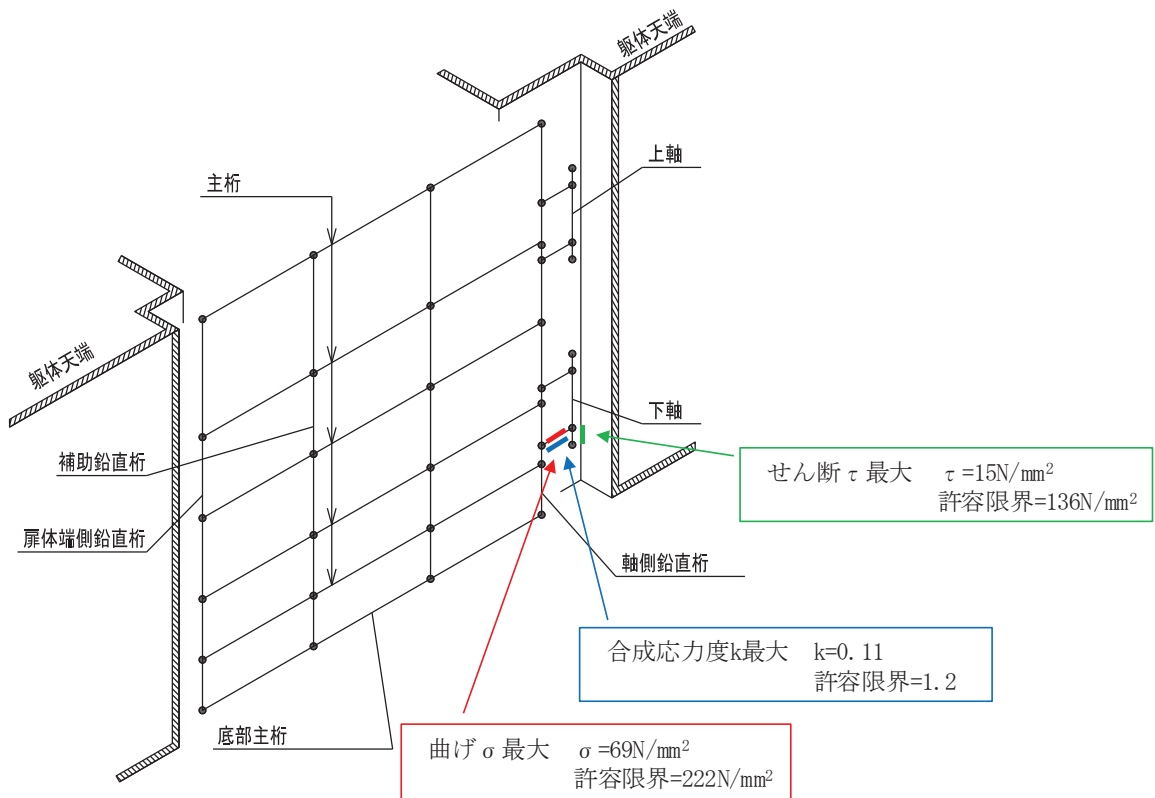 躯体天端
上軸
主桁
躯体天端
下軸
補助鉛直桁
せん断τ最大　τ=15N/mm²
許容限界=136N/mm²
扉体端側鉛直桁
軸側鉛直桁
合成応力度k最大　k=0.11
許容限界=1.2
底部主桁
曲げσ最大　σ=69N/mm²
許容限界=222N/mm²